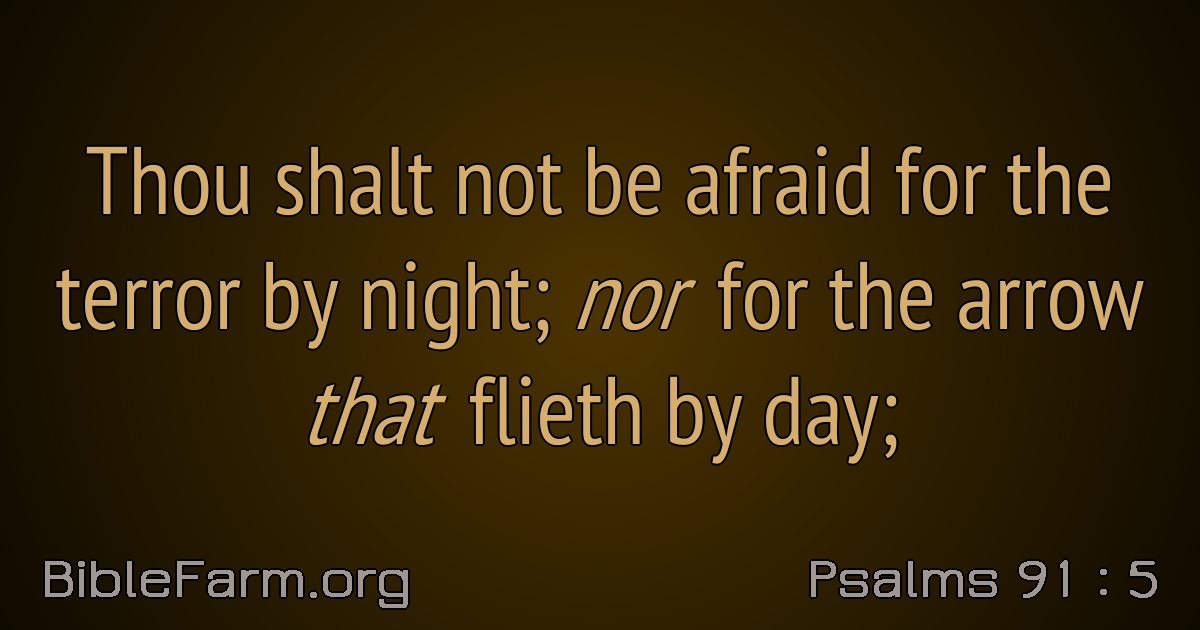 Thou shalt not be afraid for the
terror by night; nor for the arrow
that flieth by day;
BibleFarm.org
Psalms 91 : 5